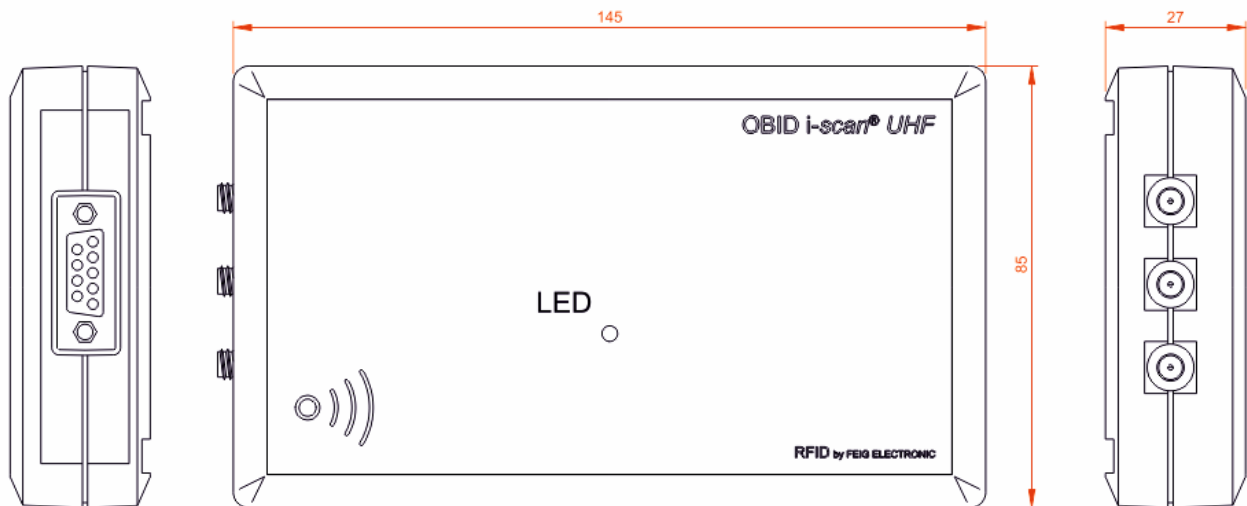 145
27
OBID i-scan® UHF
85
LED
RFID by FEIG ELECTRONIC